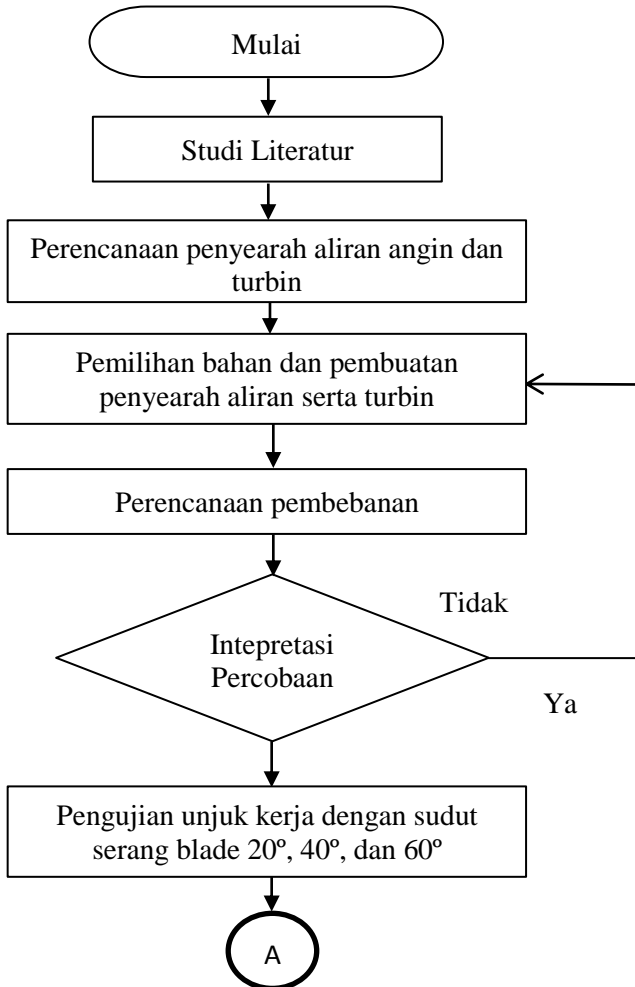 Mulai
Studi Literatur
Perencanaan penyearah aliran angin dan
turbin
Pemilihan bahan dan pembuatan
penyearah aliran serta turbin
Perencanaan pembebanan
Tidak
Intepretasi
Percobaan
Ya
Pengujian unjuk kerja dengan sudut
serang blade 20º, 40º, dan 60º
A